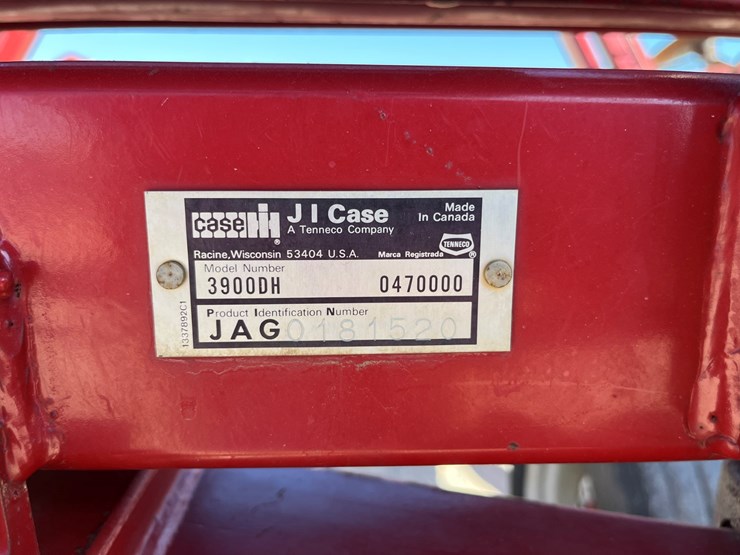 case IH ®
J I Case
A Tenneco Company
Made
In Canada
Racine, Wisconsin 53404 U.S.A.
Marca Registrada
TENNECO ®
Model Number
3900DH 0470000
Product Identification Number
JAG0181520
1337892C1